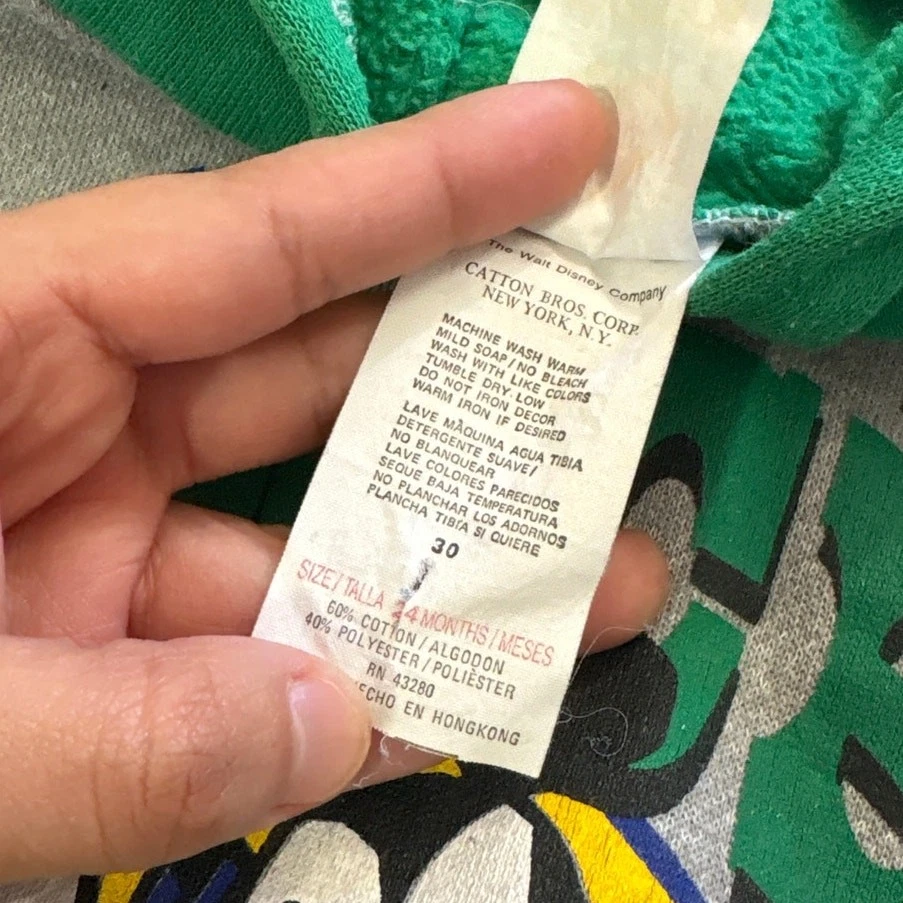 The Walt Disney Company
CATTON BROS. CORP.
NEW YORK, N.Y.
MACHINE WASH WARM
MILD SOAP/NO BLEACH
WASH WITH LIKE COLORS
TUMBLE DRY.LOW
DO NOT IRON DECOR
WARM IRON IF DESIRED
LAVE MÀQUINA AGUA TIBIA
DETERGENTE SUAVE/
NO BLANQUEAR
LAVE COLORES PARECIDOS
SEQUE BAJA TEMPERATURA
NO PLANCHAR LOS ADORNOS
PLANCHA TIBÍA SI QUIERE
30
SIZE/TALLA 24 MONTHS/MESES
60% COTTON/ALGODON
40% POLYESTER/POLIÈSTER
RN 43280
ECHO EN HONGKONG